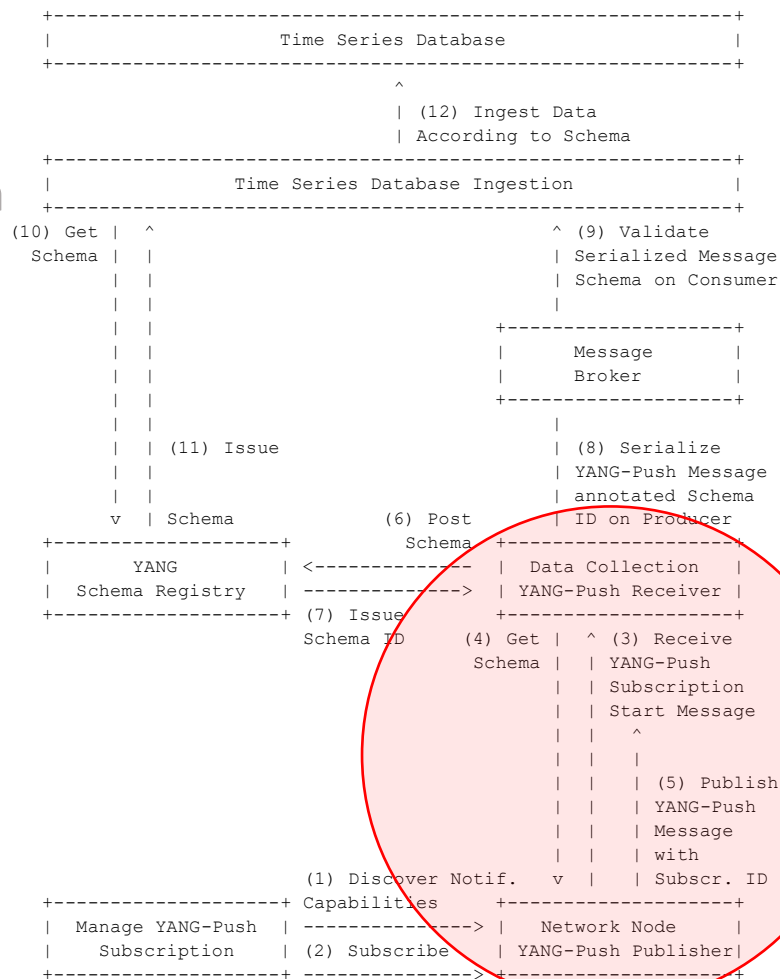 +-------------------------------------------------------------+
|                    Time Series Database                     |
+-------------------------------------------------------------+
                               ^
                               | (12) Ingest Data
                               | According to Schema
+-------------------------------------------------------------+
|                Time Series Database Ingestion               |
+-------------------------------------------------------------+
(10) Get |  ^                                   ^ (9) Validate
  Schema |  |                                   | Serialized Message
         |  |                                   | Schema on Consumer
         |  |                                   |
         |  |                              +--------------------+
         |  |                              |      Message       |
         |  |                              |      Broker        |
         |  |                              +--------------------+
         |  |                                   |
         |  | (11) Issue                        | (8) Serialize
         |  |                                   | YANG-Push Message
         |  |                                   | annotated Schema
         v  | Schema             (6) Post       | ID on Producer
+--------------------+             Schema  +--------------------+
|       YANG         | <--------------     |  Data Collection   |
|  Schema Registry   | -------------->     | YANG-Push Receiver |
+--------------------+ (7) Issue           +--------------------+
                       Schema ID     (4) Get |  ^ (3) Receive
                                      Schema |  | YANG-Push
                                             |  | Subscription
                                             |  | Start Message
                                             |  |   ^
                                             |  |   |
                                             |  |   | (5) Publish
                                             |  |   | YANG-Push
                                             |  |   | Message
                                             |  |   | with
                       (1) Discover Notif.   v  |   | Subscr. ID
+--------------------+ Capabilities        +--------------------+
|  Manage YANG-Push  | --------------->    |   Network Node     |
|    Subscription    | (2) Subscribe       | YANG-Push Publisher|
+--------------------+ --------------->    +--------------------+